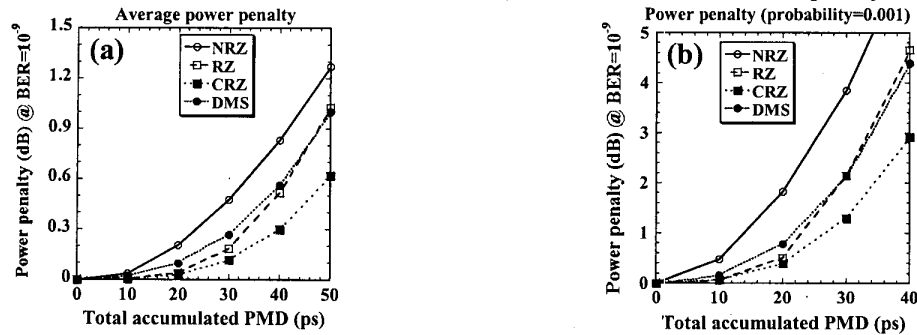 Average power penalty
(a)
NRZ
RZ
CRZ
DMS
Power penalty (dB) @ BER=10⁻⁹
1.5
1.2
0.9
0.6
0.3
0
0 10 20 30 40 50
Total accumulated PMD (ps)
Power penalty (probability=0.001)
(b)
NRZ
RZ
CRZ
DMS
Power penalty (dB) @ BER=10⁻⁹
5
4
3
2
1
0
0 10 20 30 40
Total accumulated PMD (ps)